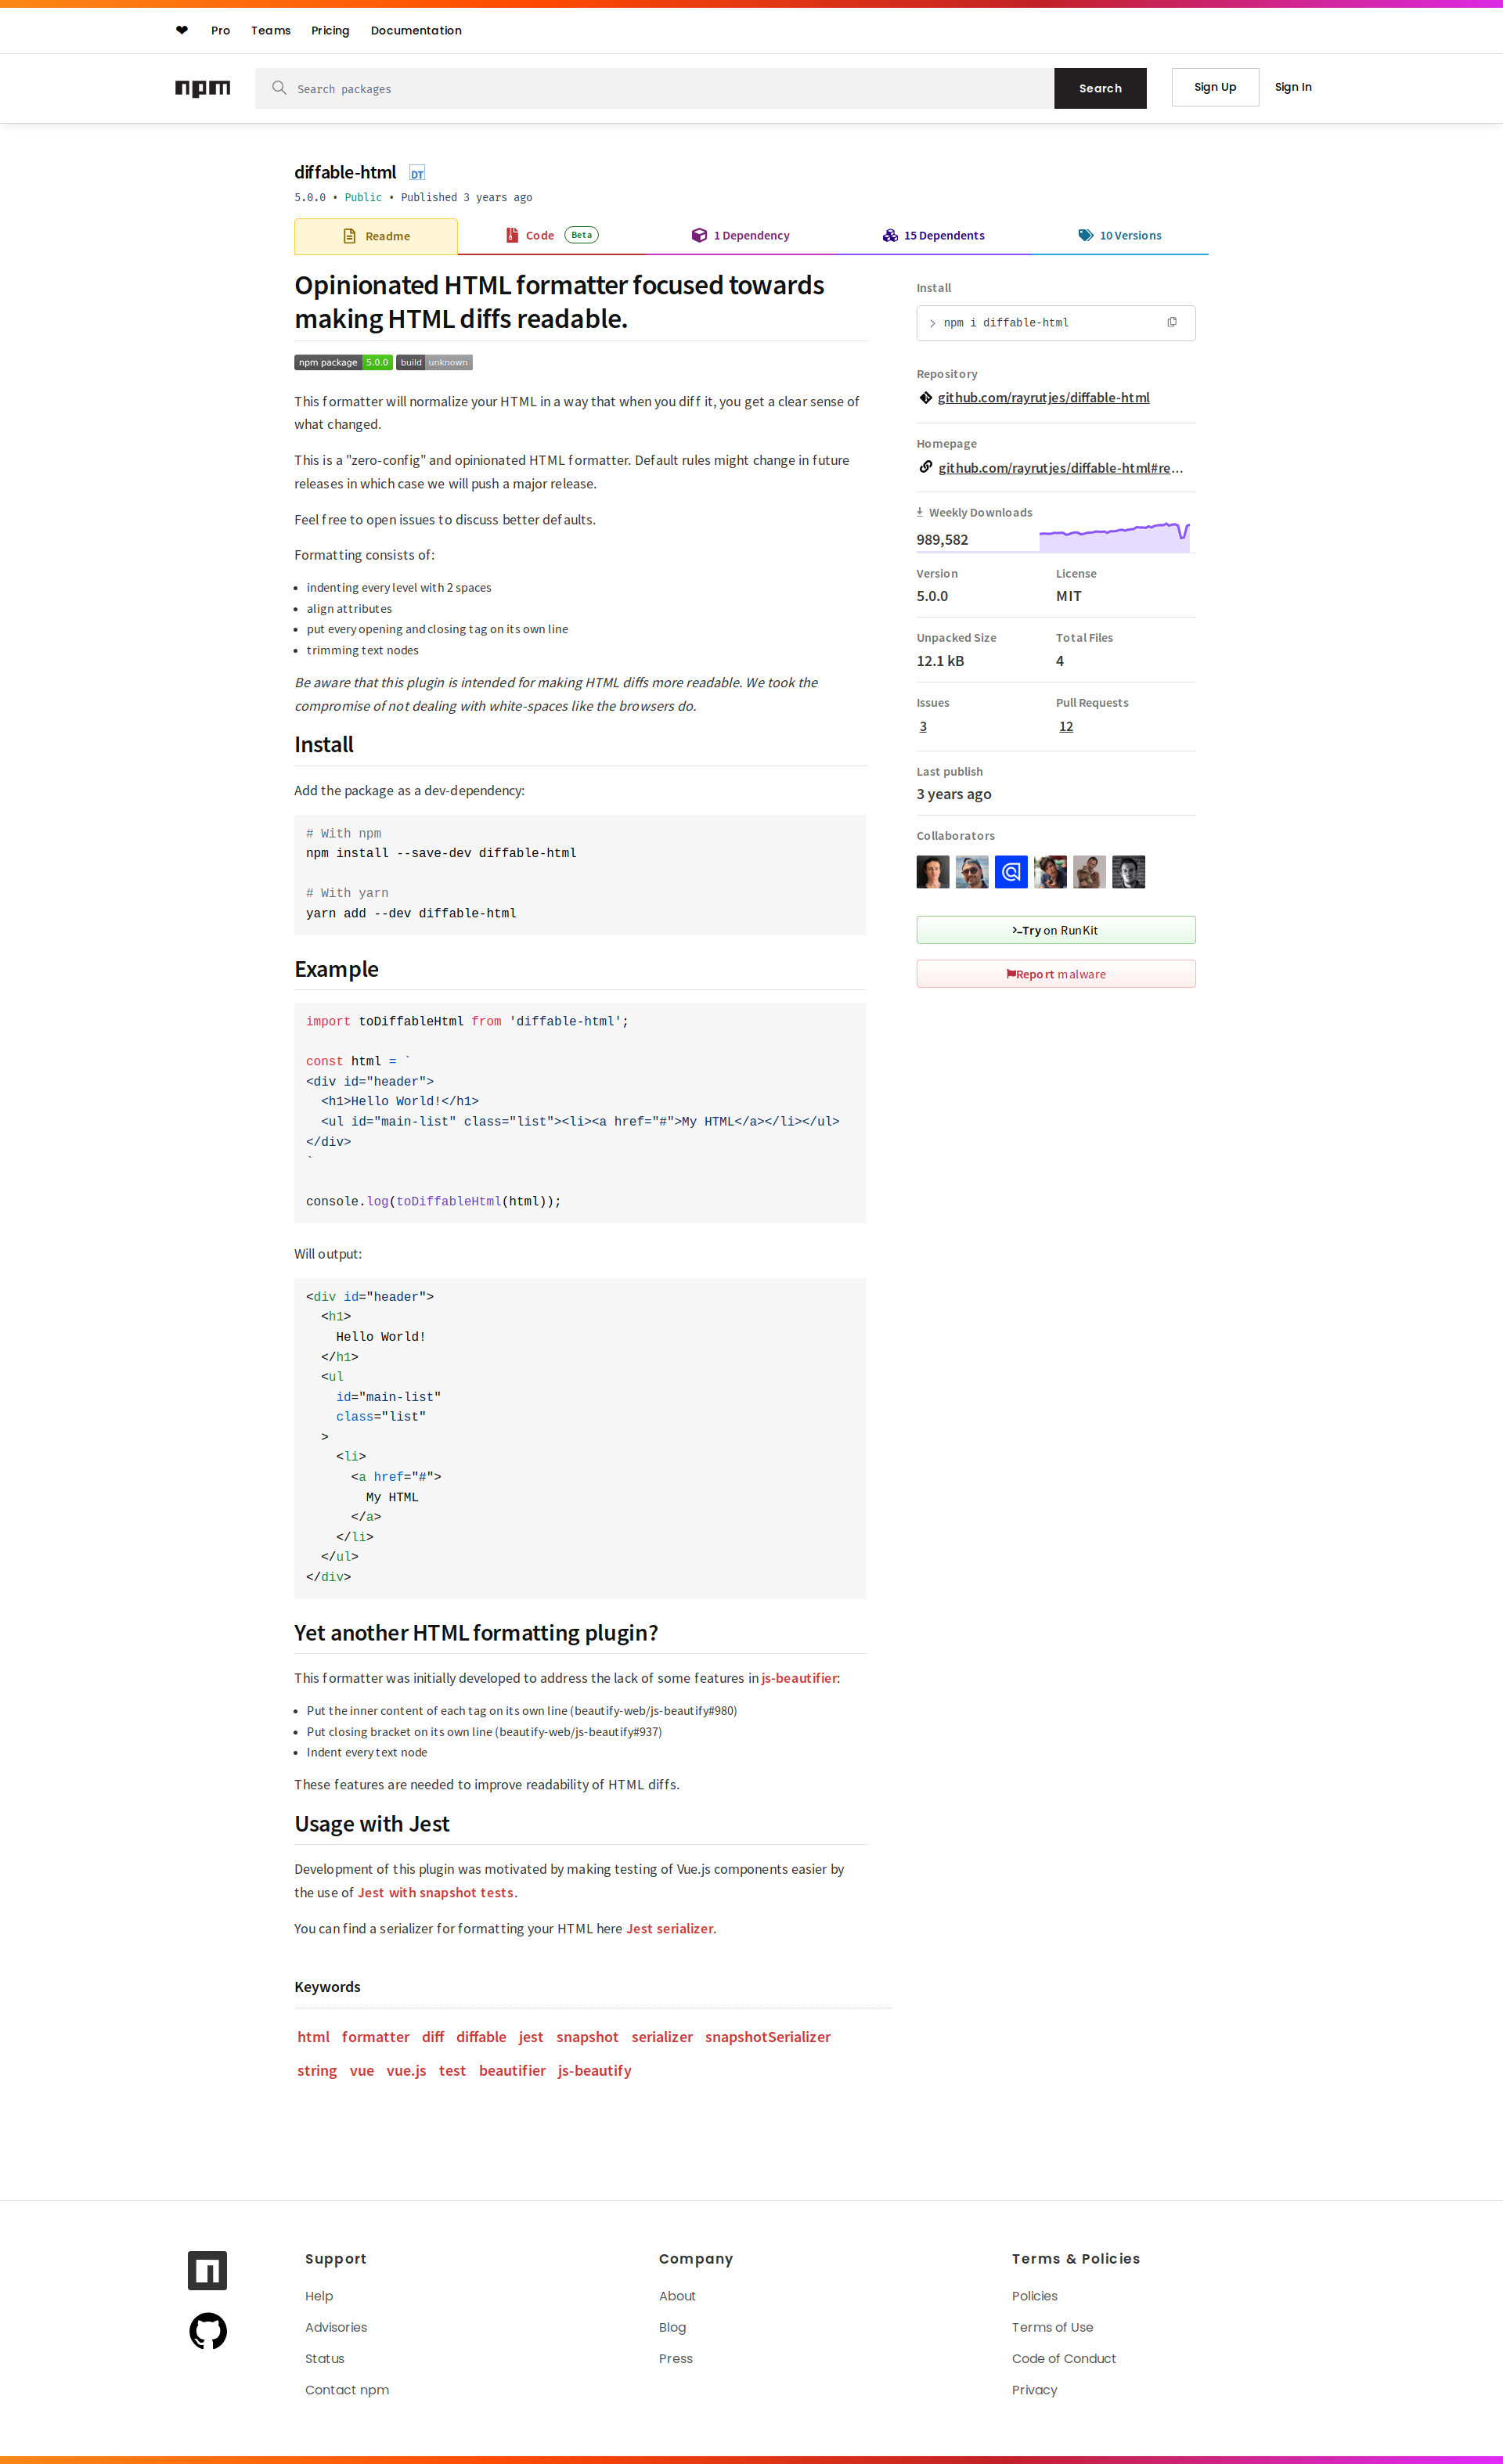 ❤ Pro Teams Pricing Documentation
npm Search packages Search Sign Up Sign In
diffable-html DT
5.0.0 • Public • Published 3 years ago
Readme Code Beta 1 Dependency 15 Dependents 10 Versions
Opinionated HTML formatter focused towards
making HTML diffs readable.
npm package 5.0.0 build unknown
This formatter will normalize your HTML in a way that when you diff it, you get a clear sense of
what changed.
This is a "zero-config" and opinionated HTML formatter. Default rules might change in future
releases in which case we will push a major release.
Feel free to open issues to discuss better defaults.
Formatting consists of:
• indenting every level with 2 spaces
• align attributes
• put every opening and closing tag on its own line
• trimming text nodes
Be aware that this plugin is intended for making HTML diffs more readable. We took the
compromise of not dealing with white-spaces like the browsers do.
Install
Add the package as a dev-dependency:
# With npm
npm install --save-dev diffable-html
# With yarn
yarn add --dev diffable-html
Example
import toDiffableHtml from 'diffable-html';
const html = `
<div id="header">
  <h1>Hello World!</h1>
  <ul id="main-list" class="list"><li><a href="#">My HTML</a></li></ul>
</div>
`
console.log(toDiffableHtml(html));
Will output:
<div id="header">
  <h1>
    Hello World!
  </h1>
  <ul
    id="main-list"
    class="list"
  >
    <li>
      <a href="#">
        My HTML
      </a>
    </li>
  </ul>
</div>
Yet another HTML formatting plugin?
This formatter was initially developed to address the lack of some features in js-beautifier:
• Put the inner content of each tag on its own line (beautify-web/js-beautify#980)
• Put closing bracket on its own line (beautify-web/js-beautify#937)
• Indent every text node
These features are needed to improve readability of HTML diffs.
Usage with Jest
Development of this plugin was motivated by making testing of Vue.js components easier by
the use of Jest with snapshot tests.
You can find a serializer for formatting your HTML here Jest serializer.
Keywords
html formatter diff diffable jest snapshot serializer snapshotSerializer
string vue vue.js test beautifier js-beautify
Install
npm i diffable-html
Repository
github.com/rayrutjes/diffable-html
Homepage
github.com/rayrutjes/diffable-html#re...
Weekly Downloads
989,582
Version License
5.0.0 MIT
Unpacked Size Total Files
12.1 kB 4
Issues Pull Requests
3 12
Last publish
3 years ago
Collaborators
Try on RunKit
Report malware
Support
Help
Advisories
Status
Contact npm
Company
About
Blog
Press
Terms & Policies
Policies
Terms of Use
Code of Conduct
Privacy